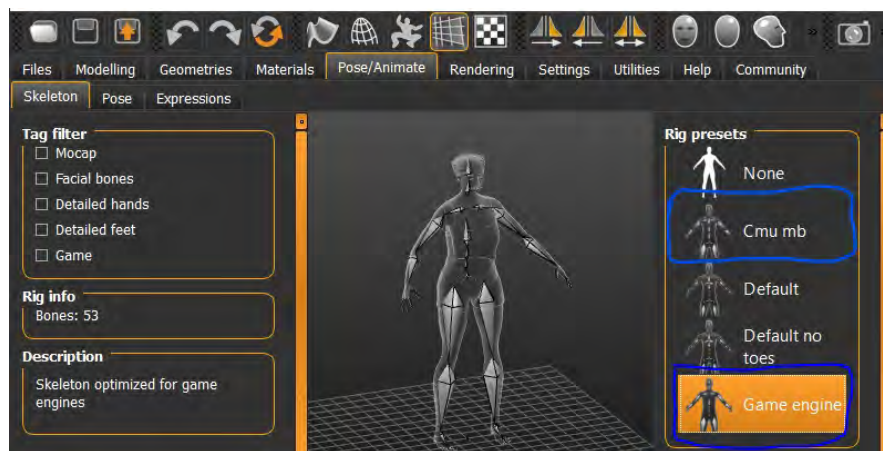 Files Modelling Geometries Materials Pose/Animate Rendering Settings Utilities Help Community
Skeleton Pose Expressions
Tag filter
Mocap
Facial bones
Detailed hands
Detailed feet
Game
Rig info
Bones: 53
Description
Skeleton optimized for game
engines
Rig presets
None
Cmu mb
Default
Default no
toes
Game engine